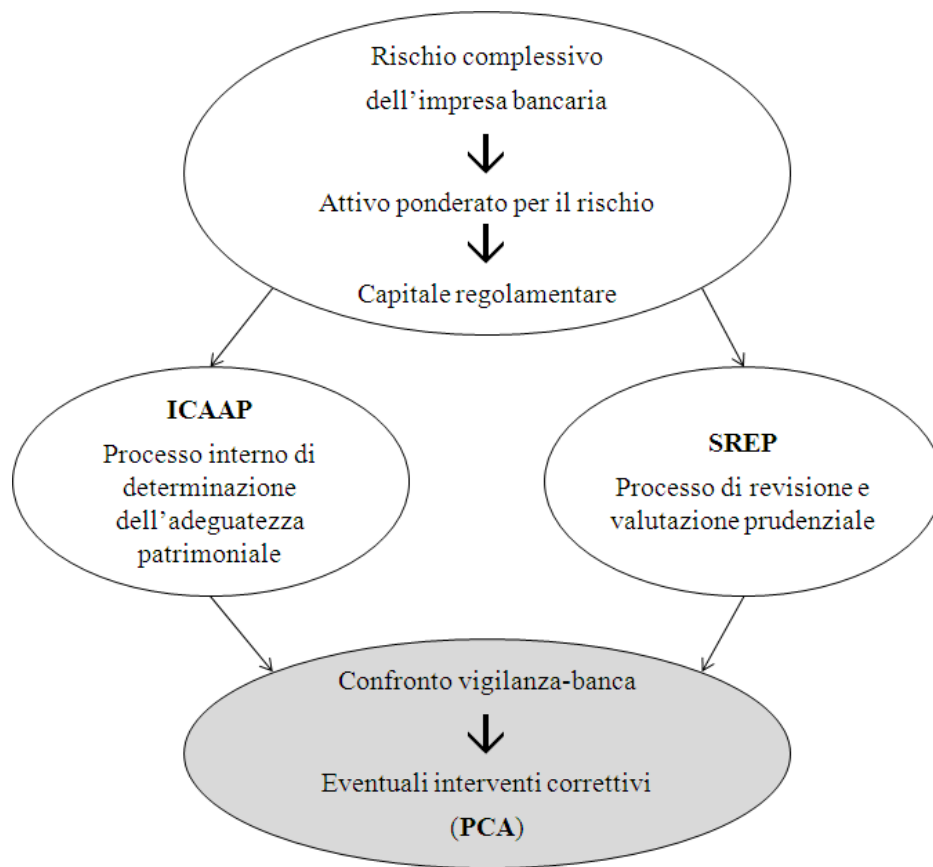 Rischio complessivo
dell’impresa bancaria
Attivo ponderato per il rischio
Capitale regolamentare
ICAAP
Processo interno di
determinazione
dell’adeguatezza
patrimoniale
SREP
Processo di revisione e
valutazione prudenziale
Confronto vigilanza-banca
Eventuali interventi correttivi
(PCA)